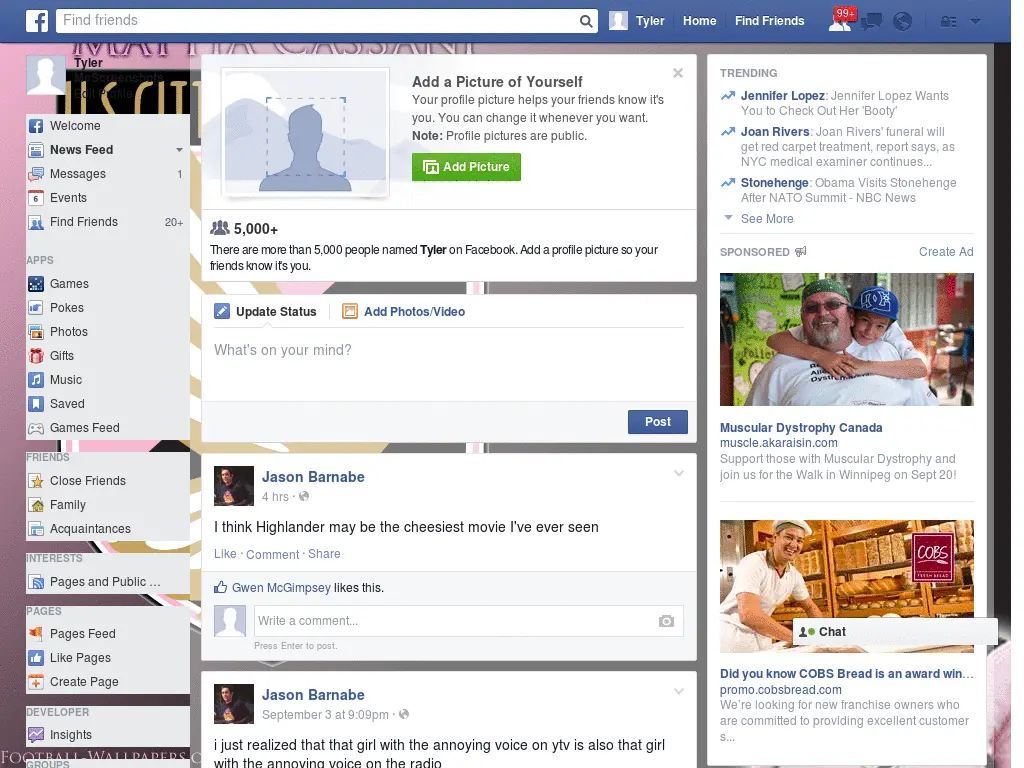 Find friends
Tyler Home Find Friends 99+
MATTIA CASSANI
Tyler
McScreenshots
Edit Profile
Welcome
News Feed
Messages 1
6 Events
Find Friends 20+
APPS
Games
Pokes
Photos
Gifts
Music
Saved
Games Feed
FRIENDS
Close Friends
Family
Acquaintances
INTERESTS
Pages and Public ...
PAGES
Pages Feed
Like Pages
Create Page
DEVELOPER
Insights
GROUPS
Football-Wallpapers.c
Add a Picture of Yourself
Your profile picture helps your friends know it's
you. You can change it whenever you want.
Note: Profile pictures are public.
Add Picture
5,000+
There are more than 5,000 people named Tyler on Facebook. Add a profile picture so your
friends know it's you.
Update Status Add Photos/Video
What's on your mind?
Post
Jason Barnabe
4 hrs ·
I think Highlander may be the cheesiest movie I've ever seen
Like · Comment · Share
Gwen McGimpsey likes this.
Write a comment...
Press Enter to post.
Jason Barnabe
September 3 at 9:09pm ·
i just realized that that girl with the annoying voice on ytv is also that girl
with the annoying voice on the radio
TRENDING
Jennifer Lopez: Jennifer Lopez Wants
You to Check Out Her 'Booty'
Joan Rivers: Joan Rivers' funeral will
get red carpet treatment, report says, as
NYC medical examiner continues...
Stonehenge: Obama Visits Stonehenge
After NATO Summit - NBC News
See More
SPONSORED Create Ad
Muscular Dystrophy Canada
muscle.akaraisin.com
Support those with Muscular Dystrophy and
join us for the Walk in Winnipeg on Sept 20!
COBS
FRESH BREAD
Chat
Did you know COBS Bread is an award win...
promo.cobsbread.com
We're looking for new franchise owners who
are committed to providing excellent customer
s...